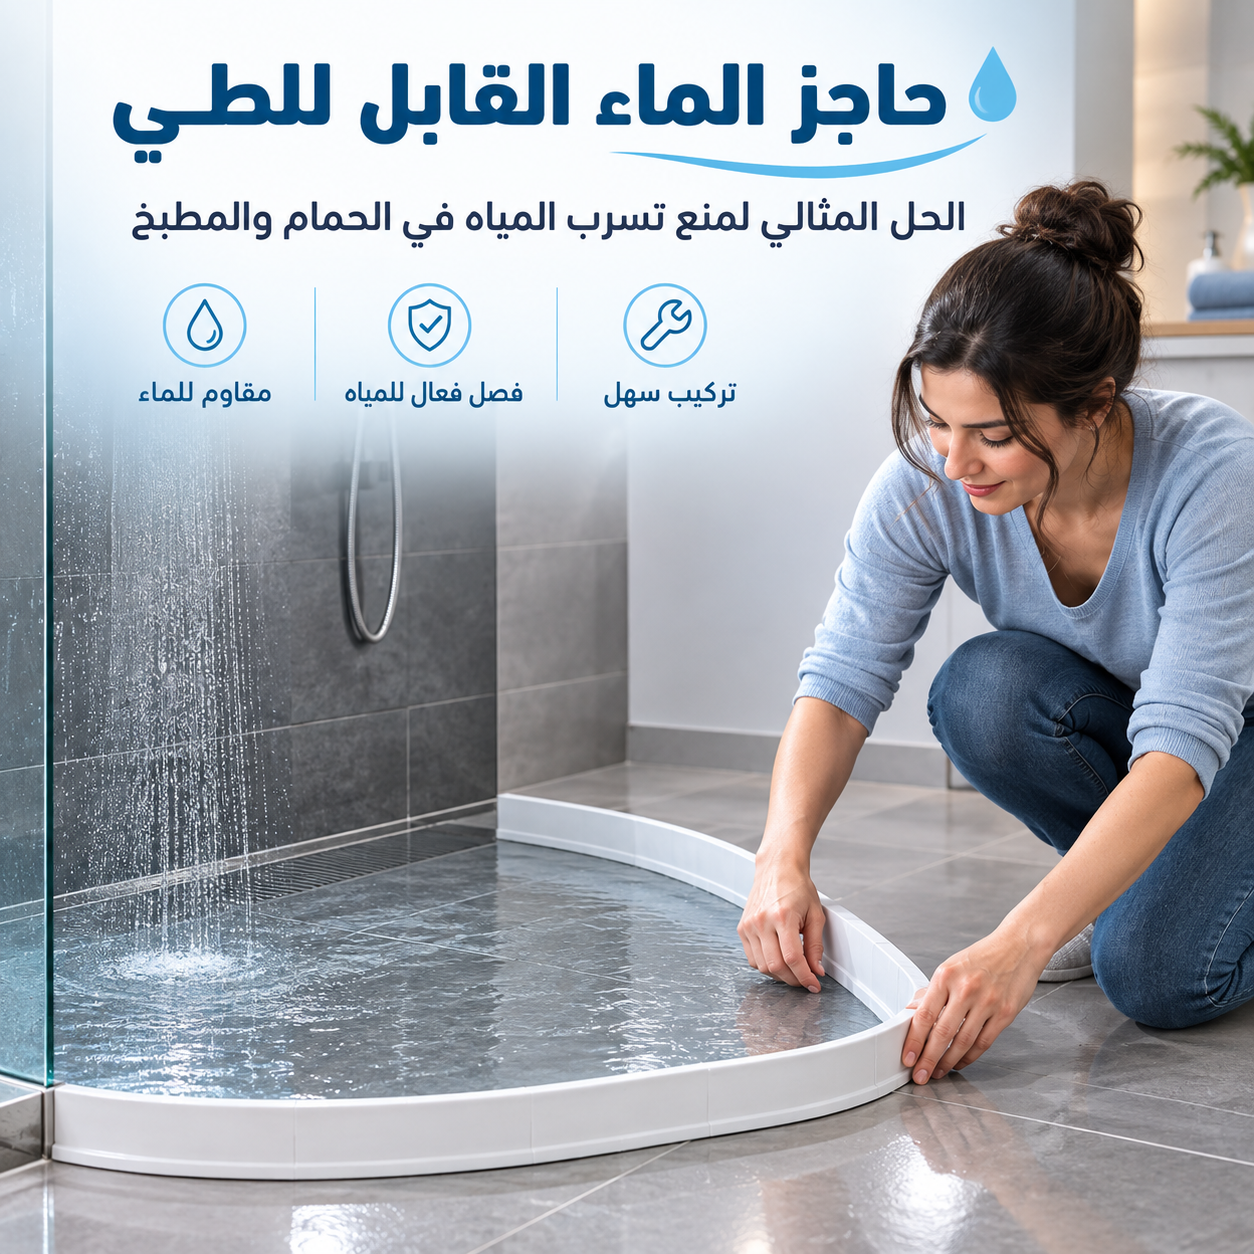 حاجز الماء القابل للطي
الحل المثالي لمنع تسرب المياه في الحمام والمطبخ
تركيب سهل
فصل فعال للمياه
مقاوم للماء